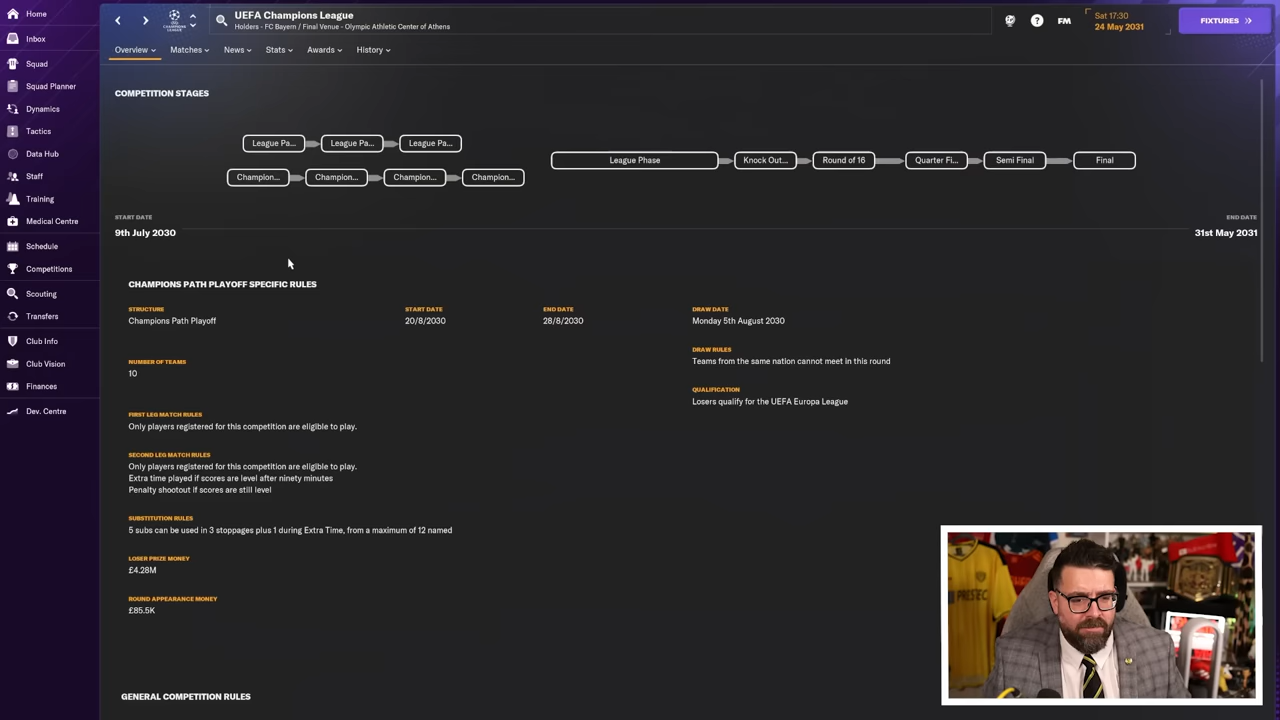 Home
Inbox
Squad
Squad Planner
Dynamics
Tactics
Data Hub
Staff
Training
Medical Centre
Schedule
Competitions
Scouting
Transfers
Club Info
Club Vision
Finances
Dev. Centre
UEFA Champions League
Holders - FC Bayern / Final Venue - Olympic Athletic Center of Athens
FM
Sat 17:30
24 May 2031
FIXTURES
Overview
Matches
News
Stats
Awards
History
COMPETITION STAGES
League Pa...
League Pa...
League Pa...
Champion...
Champion...
Champion...
Champion...
League Phase
Knock Out...
Round of 16
Quarter Fi...
Semi Final
Final
START DATE
9th July 2030
END DATE
31st May 2031
CHAMPIONS PATH PLAYOFF SPECIFIC RULES
STRUCTURE
Champions Path Playoff
START DATE
20/8/2030
END DATE
28/8/2030
DRAW DATE
Monday 5th August 2030
DRAW RULES
Teams from the same nation cannot meet in this round
NUMBER OF TEAMS
10
QUALIFICATION
Losers qualify for the UEFA Europa League
FIRST LEG MATCH RULES
Only players registered for this competition are eligible to play.
SECOND LEG MATCH RULES
Only players registered for this competition are eligible to play.
Extra time played if scores are level after ninety minutes
Penalty shootout if scores are still level
SUBSTITUTION RULES
5 subs can be used in 3 stoppages plus 1 during Extra Time, from a maximum of 12 named
LOSER PRIZE MONEY
£4.28M
ROUND APPEARANCE MONEY
£85.5K
GENERAL COMPETITION RULES
PRESEC